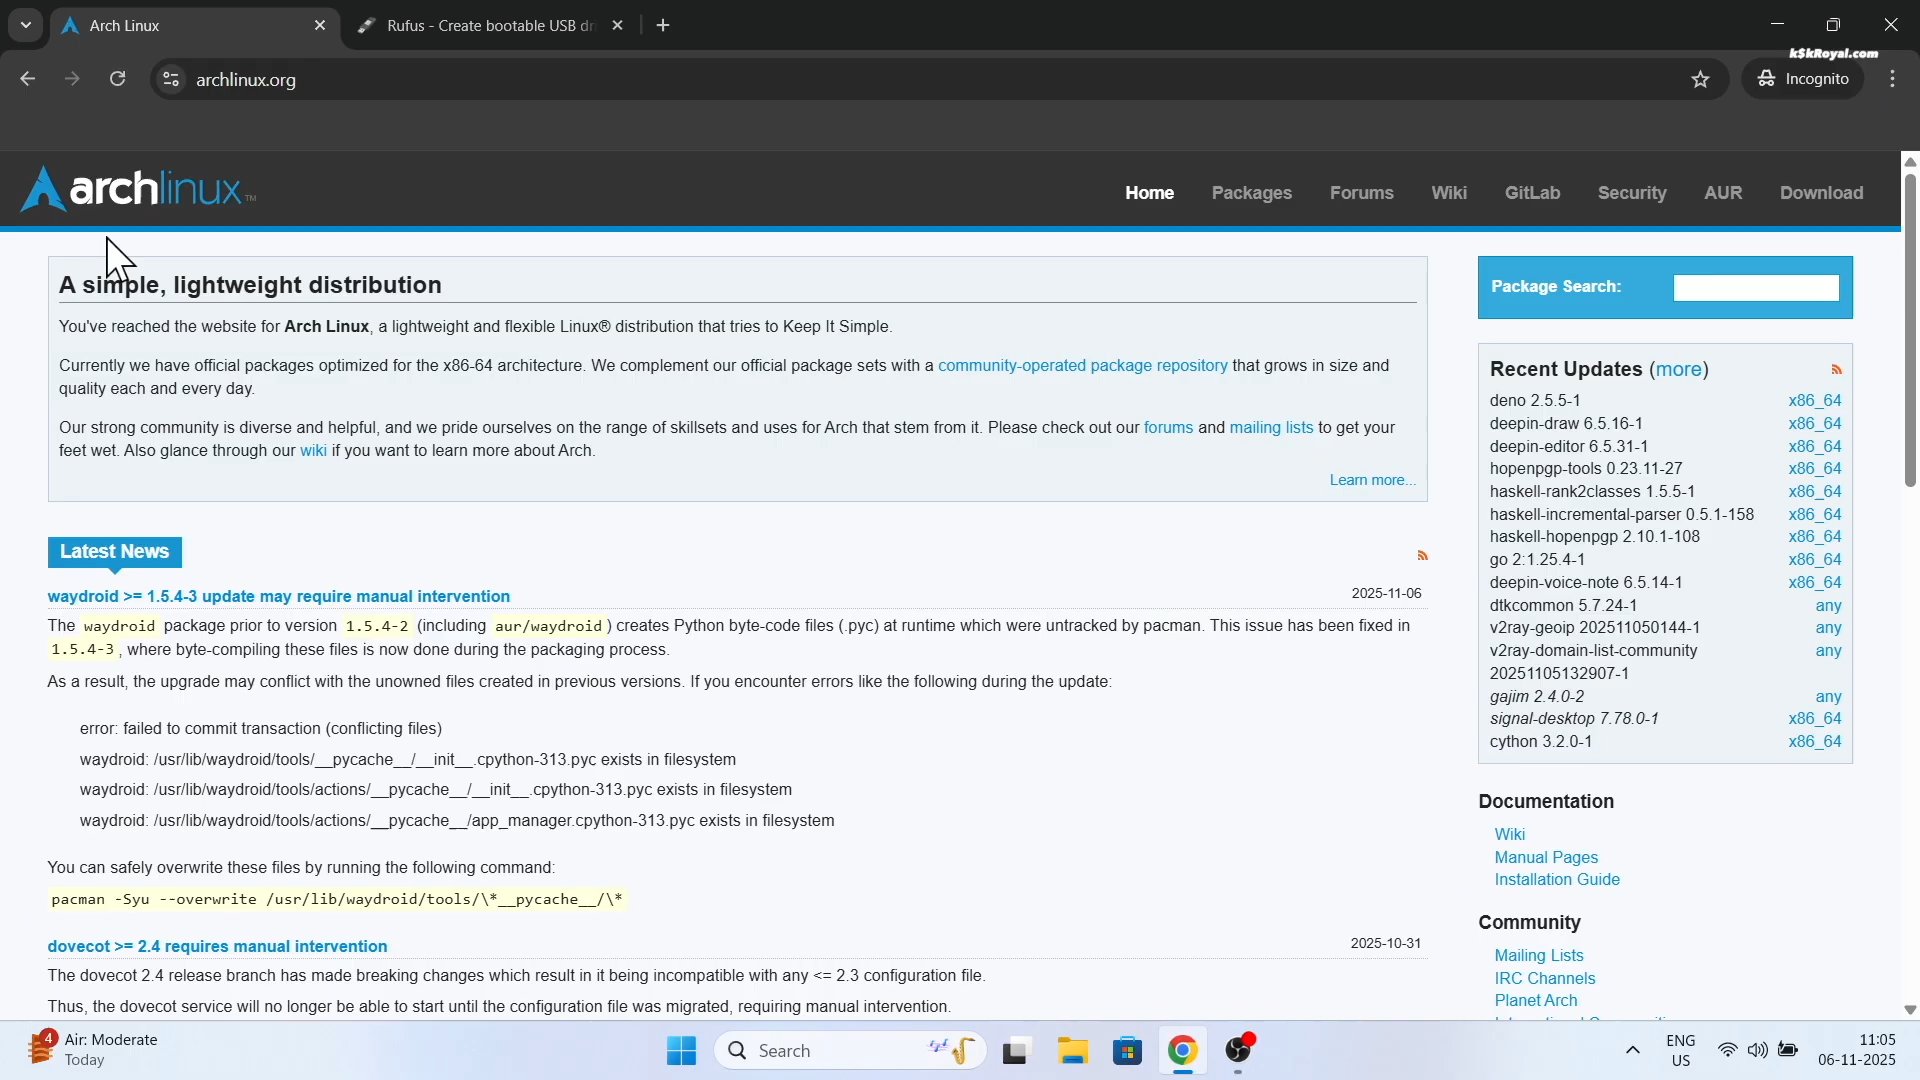 Arch Linux
Rufus - Create bootable USB dr
k$kRoyal.com
archlinux.org
Incognito
archlinux™
Home Packages Forums Wiki GitLab Security AUR Download
A simple, lightweight distribution
You've reached the website for Arch Linux, a lightweight and flexible Linux® distribution that tries to Keep It Simple.
Currently we have official packages optimized for the x86-64 architecture. We complement our official package sets with a community-operated package repository that grows in size and
quality each and every day.
Our strong community is diverse and helpful, and we pride ourselves on the range of skillsets and uses for Arch that stem from it. Please check out our forums and mailing lists to get your
feet wet. Also glance through our wiki if you want to learn more about Arch.
Learn more...
Latest News
waydroid >= 1.5.4-3 update may require manual intervention 2025-11-06
The waydroid package prior to version 1.5.4-2 (including aur/waydroid) creates Python byte-code files (.pyc) at runtime which were untracked by pacman. This issue has been fixed in
1.5.4-3, where byte-compiling these files is now done during the packaging process.
As a result, the upgrade may conflict with the unowned files created in previous versions. If you encounter errors like the following during the update:
error: failed to commit transaction (conflicting files)
waydroid: /usr/lib/waydroid/tools/__pycache__/__init__.cpython-313.pyc exists in filesystem
waydroid: /usr/lib/waydroid/tools/actions/__pycache__/__init__.cpython-313.pyc exists in filesystem
waydroid: /usr/lib/waydroid/tools/actions/__pycache__/app_manager.cpython-313.pyc exists in filesystem
You can safely overwrite these files by running the following command:
pacman -Syu --overwrite /usr/lib/waydroid/tools/\*__pycache__/\*
dovecot >= 2.4 requires manual intervention 2025-10-31
The dovecot 2.4 release branch has made breaking changes which result in it being incompatible with any <= 2.3 configuration file.
Thus, the dovecot service will no longer be able to start until the configuration file was migrated, requiring manual intervention.
Package Search:
Recent Updates (more)
deno 2.5.5-1 x86_64
deepin-draw 6.5.16-1 x86_64
deepin-editor 6.5.31-1 x86_64
hopenpgp-tools 0.23.11-27 x86_64
haskell-rank2classes 1.5.5-1 x86_64
haskell-incremental-parser 0.5.1-158 x86_64
haskell-hopenpgp 2.10.1-108 x86_64
go 2:1.25.4-1 x86_64
deepin-voice-note 6.5.14-1 x86_64
dtkcommon 5.7.24-1 any
v2ray-geoip 202511050144-1 any
v2ray-domain-list-community any
20251105132907-1
gajim 2.4.0-2 any
signal-desktop 7.78.0-1 x86_64
cython 3.2.0-1 x86_64
Documentation
Wiki
Manual Pages
Installation Guide
Community
Mailing Lists
IRC Channels
Planet Arch
4
Air: Moderate
Today
Search
ENG
US
11:05
06-11-2025